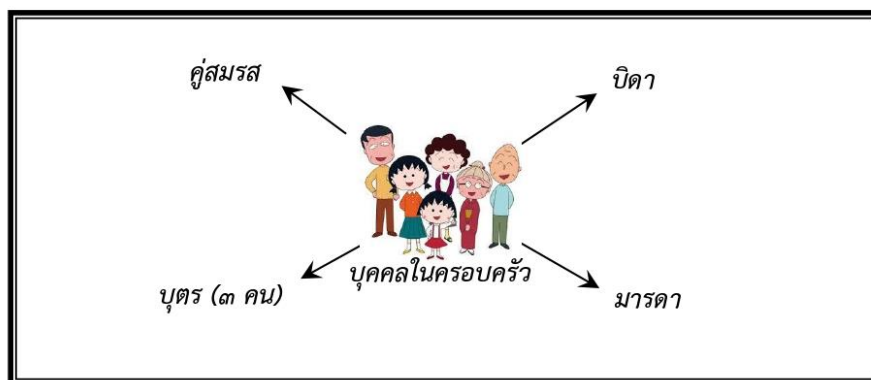 คู่สมรส
บิดา
บุคคลในครอบครัว
บุตร (๓ คน)
มารดา